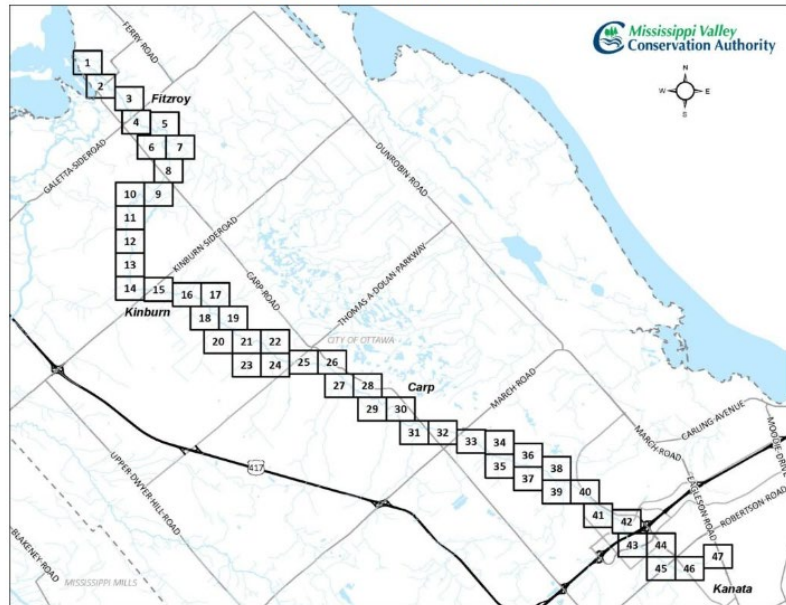 Mississippi Valley
Conservation Authority
N
W E
S
FERRY ROAD
1
2
3
Fitzroy
4
5
6
7
8
GALETTA SIDEROAD
DUNROBIN ROAD
10
9
11
12
13
14
KINBURN SIDEROAD
15
16
17
Kinburn
CARP ROAD
THOMAS A DOLAN PARKWAY
18
19
20
21
22
CITY OF OTTAWA
23
24
25
26
Carp
27
28
29
30
MARCH ROAD
31
32
33
34
35
36
37
38
39
40
41
42
MARCH ROAD
CARLING AVENUE
MOODIE DRIVE
EAGLESON ROAD
ROBERTSON ROAD
417
UPPER DWYER HILL ROAD
43
44
45
46
47
Kanata
BLAKENEY ROAD
MISSISSIPPI MILLS